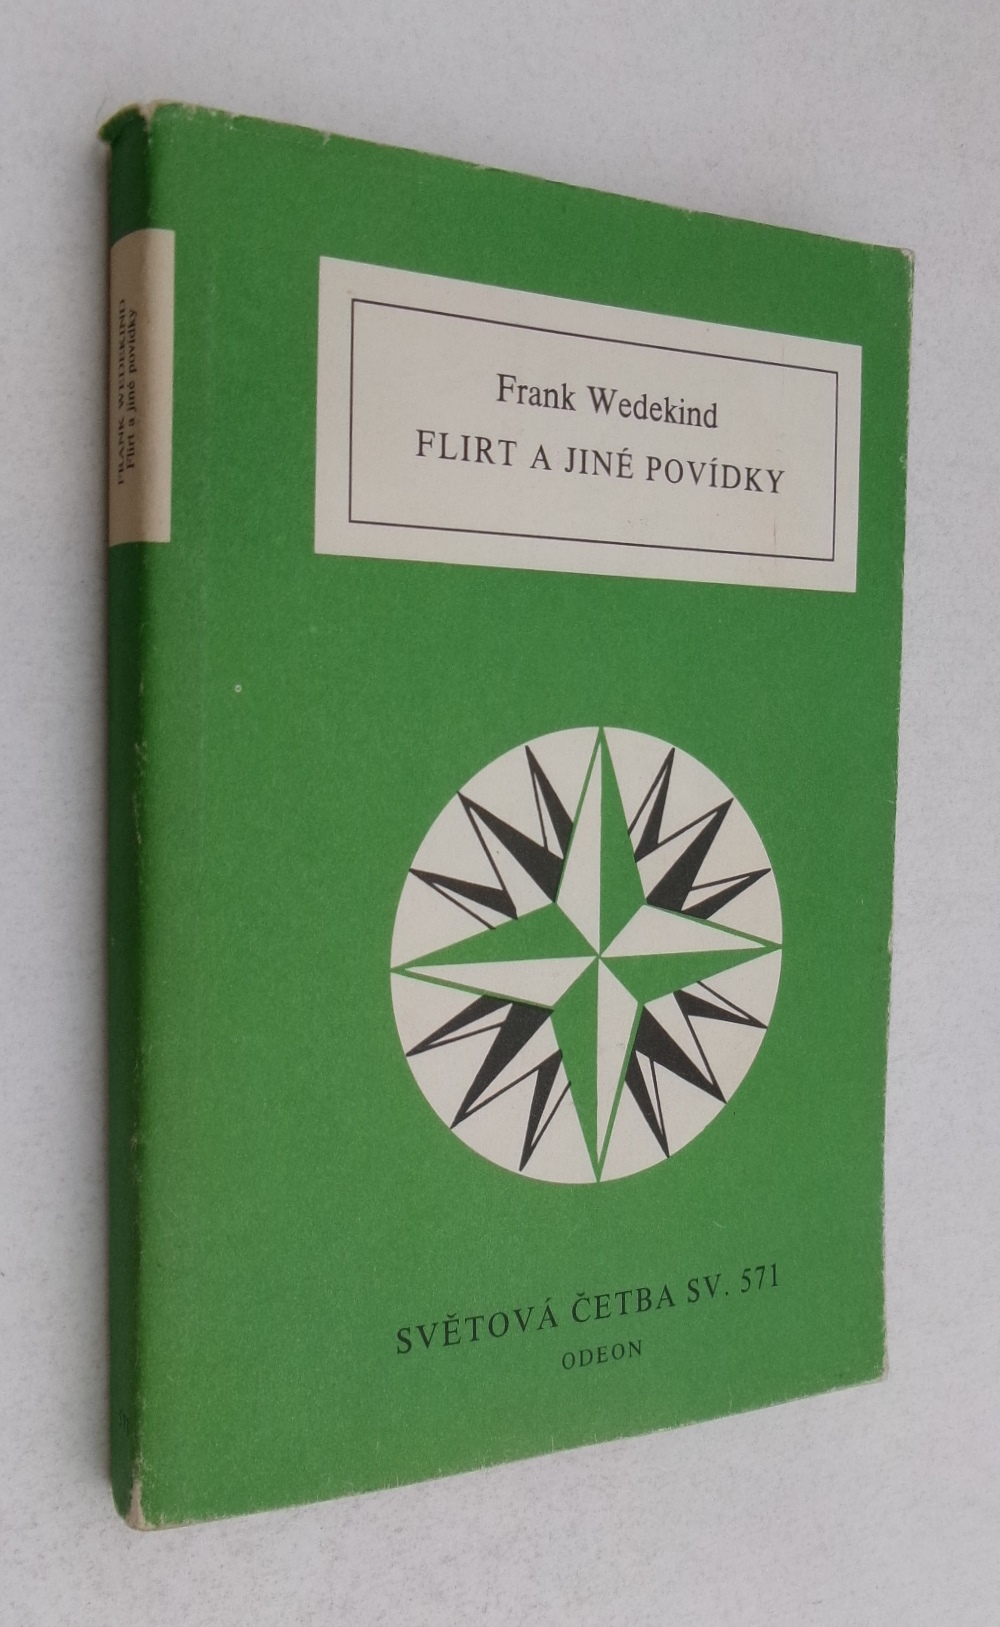 FRANK WEDEKIND
Flirt a jiné povídky
Frank Wedekind
FLIRT A JINÉ POVÍDKY
SVĚTOVÁ ČETBA SV. 571
ODEON